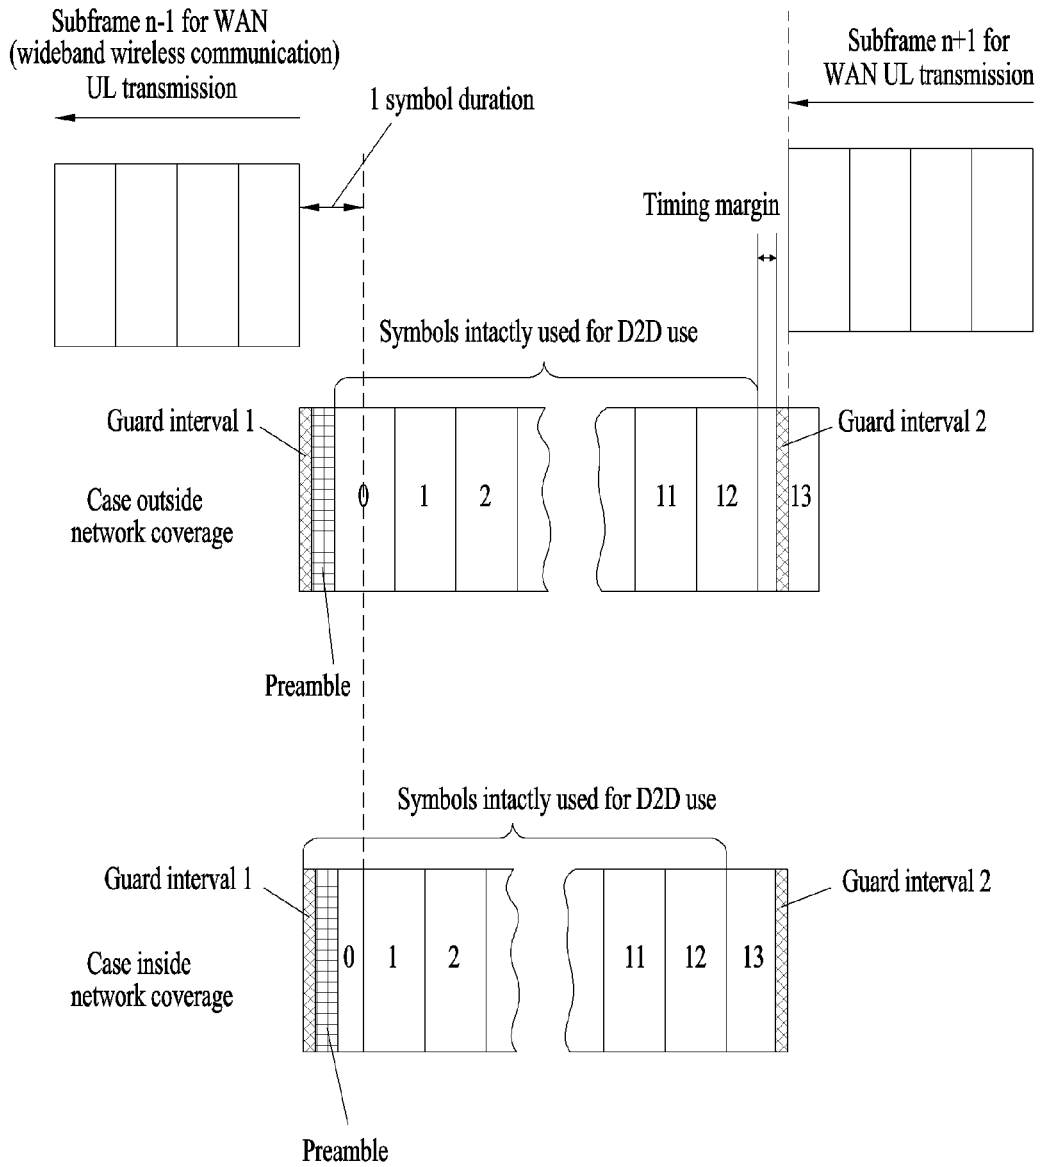 Subframe n-1 for WAN
(wideband wireless communication)
UL transmission
1 symbol duration
Subframe n+1 for
WAN UL transmission
Timing margin
Symbols intactly used for D2D use
Guard interval 1
Guard interval 2
Case outside
network coverage
0 1 2 11 12 13
Preamble
Symbols intactly used for D2D use
Guard interval 1
Guard interval 2
Case inside
network coverage
0 1 2 11 12 13
Preamble